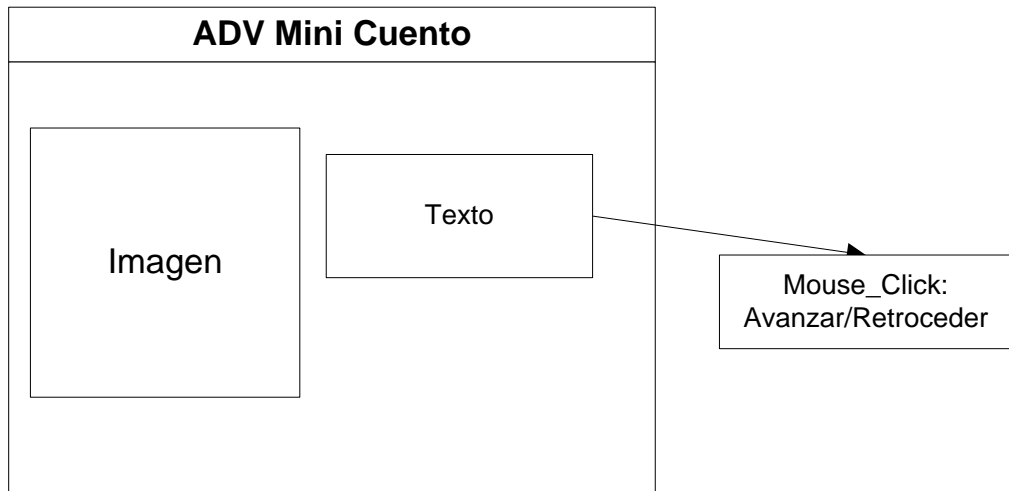 ADV Mini Cuento
Imagen
Texto
Mouse_Click:
Avanzar/Retroceder